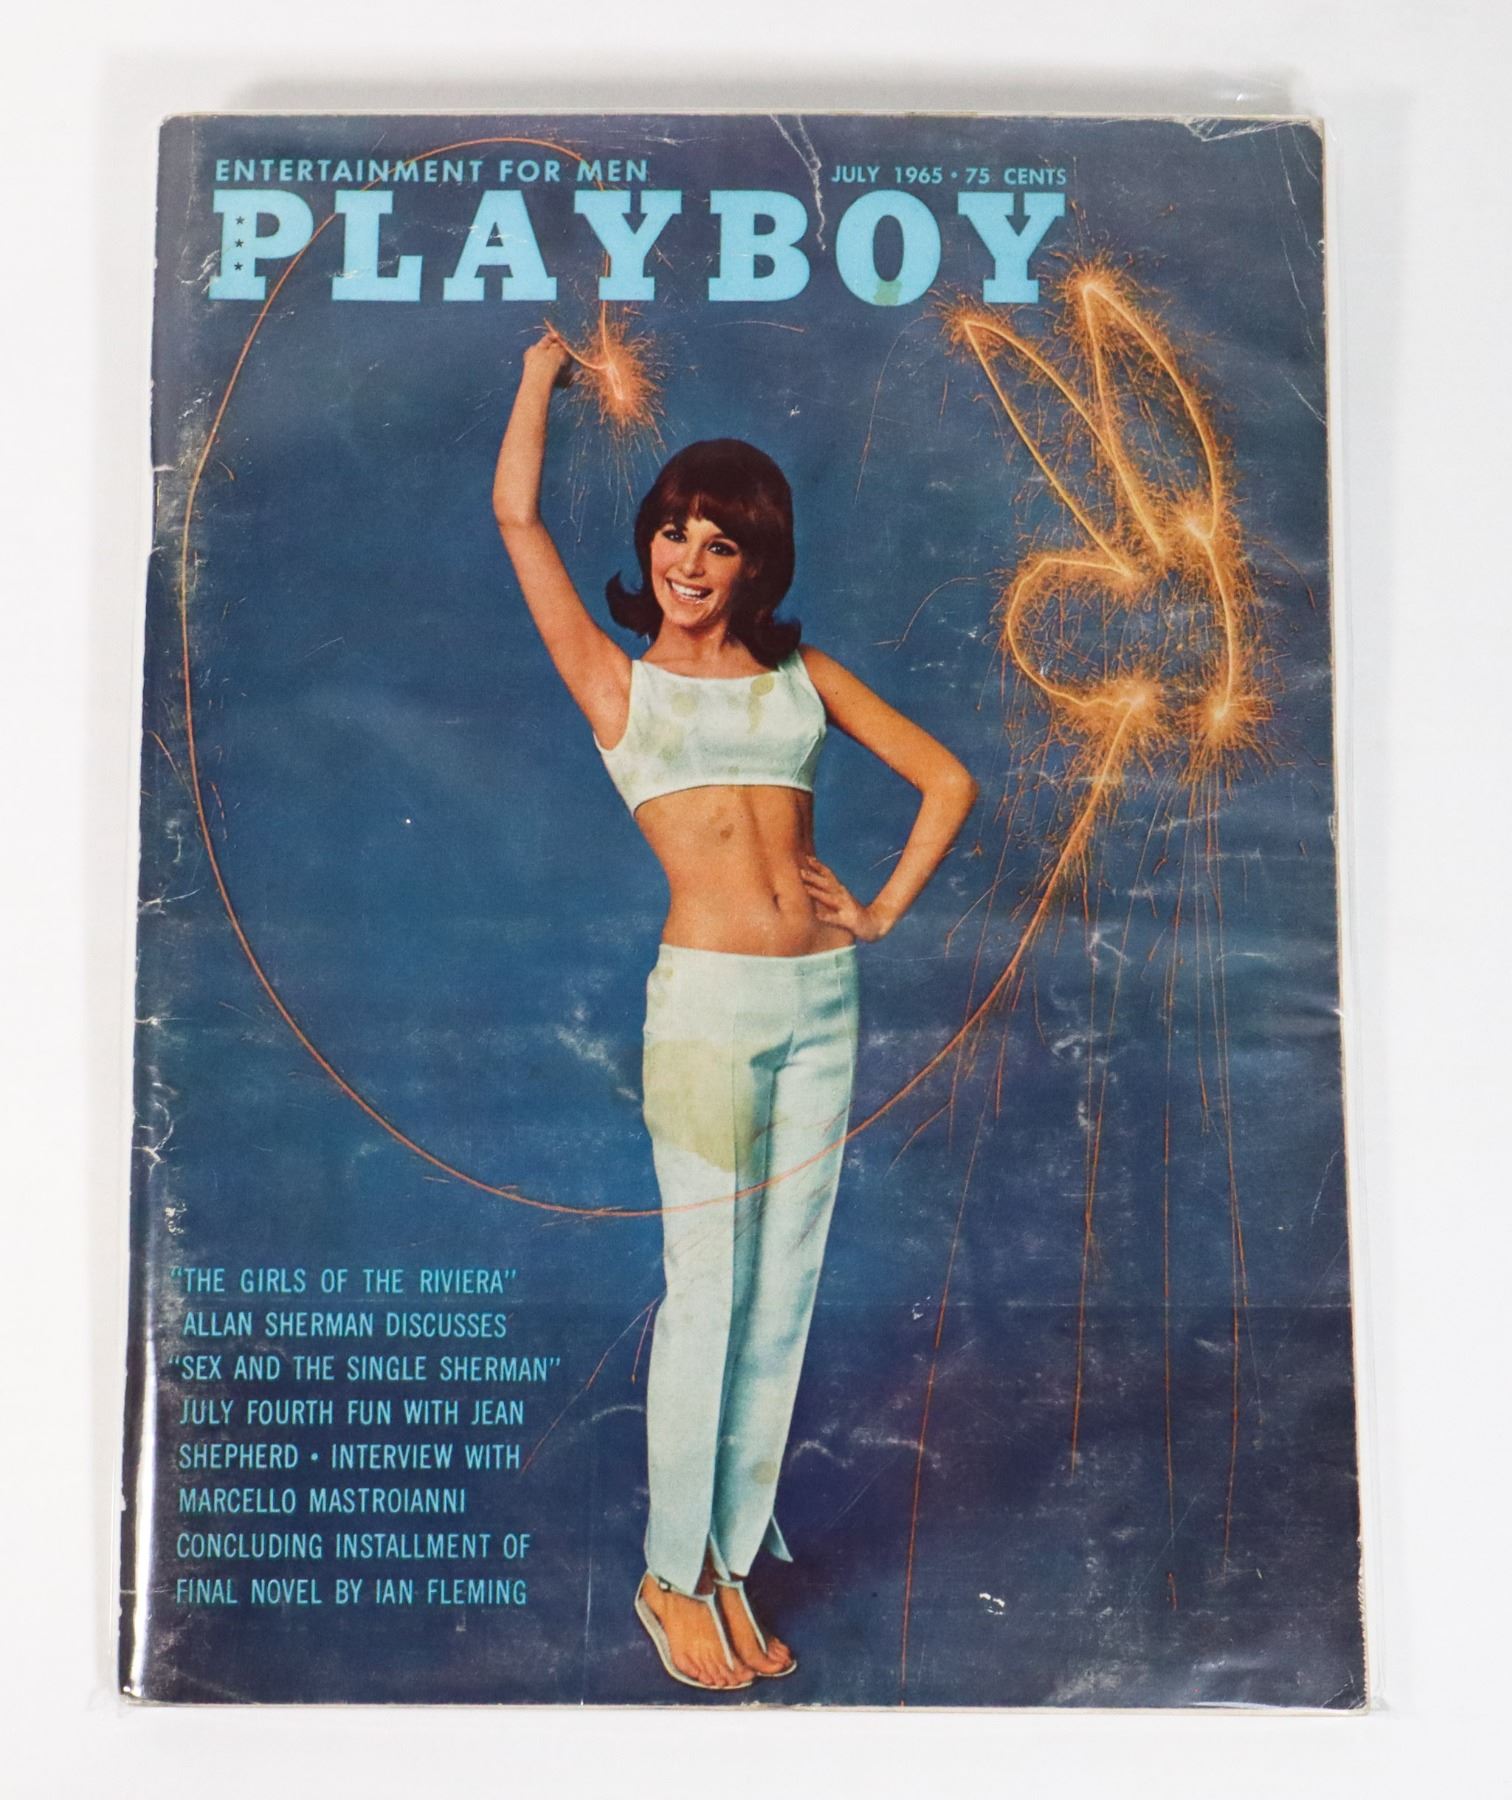 ENTERTAINMENT FOR MEN
JULY 1965 • 75 CENTS
PLAYBOY
"THE GIRLS OF THE RIVIERA"
ALLAN SHERMAN DISCUSSES
"SEX AND THE SINGLE SHERMAN"
JULY FOURTH FUN WITH JEAN
SHEPHERD • INTERVIEW WITH
MARCELLO MASTROIANNI
CONCLUDING INSTALLMENT OF
FINAL NOVEL BY IAN FLEMING